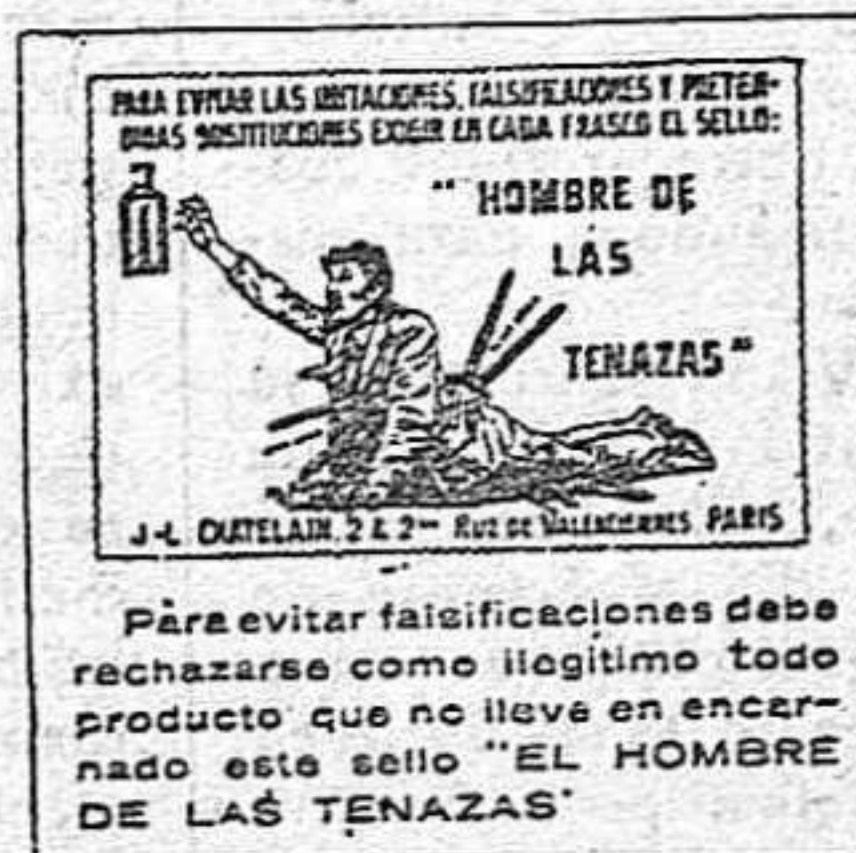 PARA EVITAR LAS IMITACIONES, FALSIFICACIONES Y PRETEN-
DIDAS SUSTITUCIONES EXIGIR EN CADA FRASCO EL SELLO:
"HOMBRE DE
LAS
TENAZAS"
J-L CHATELAIN, 2 & 2 RUE DE VALENCIENNES PARIS
Para evitar falsificaciones debe
rechazarse como ilegítimo todo
producto que no lleve en encar-
nado este sello "EL HOMBRE
DE LAS TENAZAS"